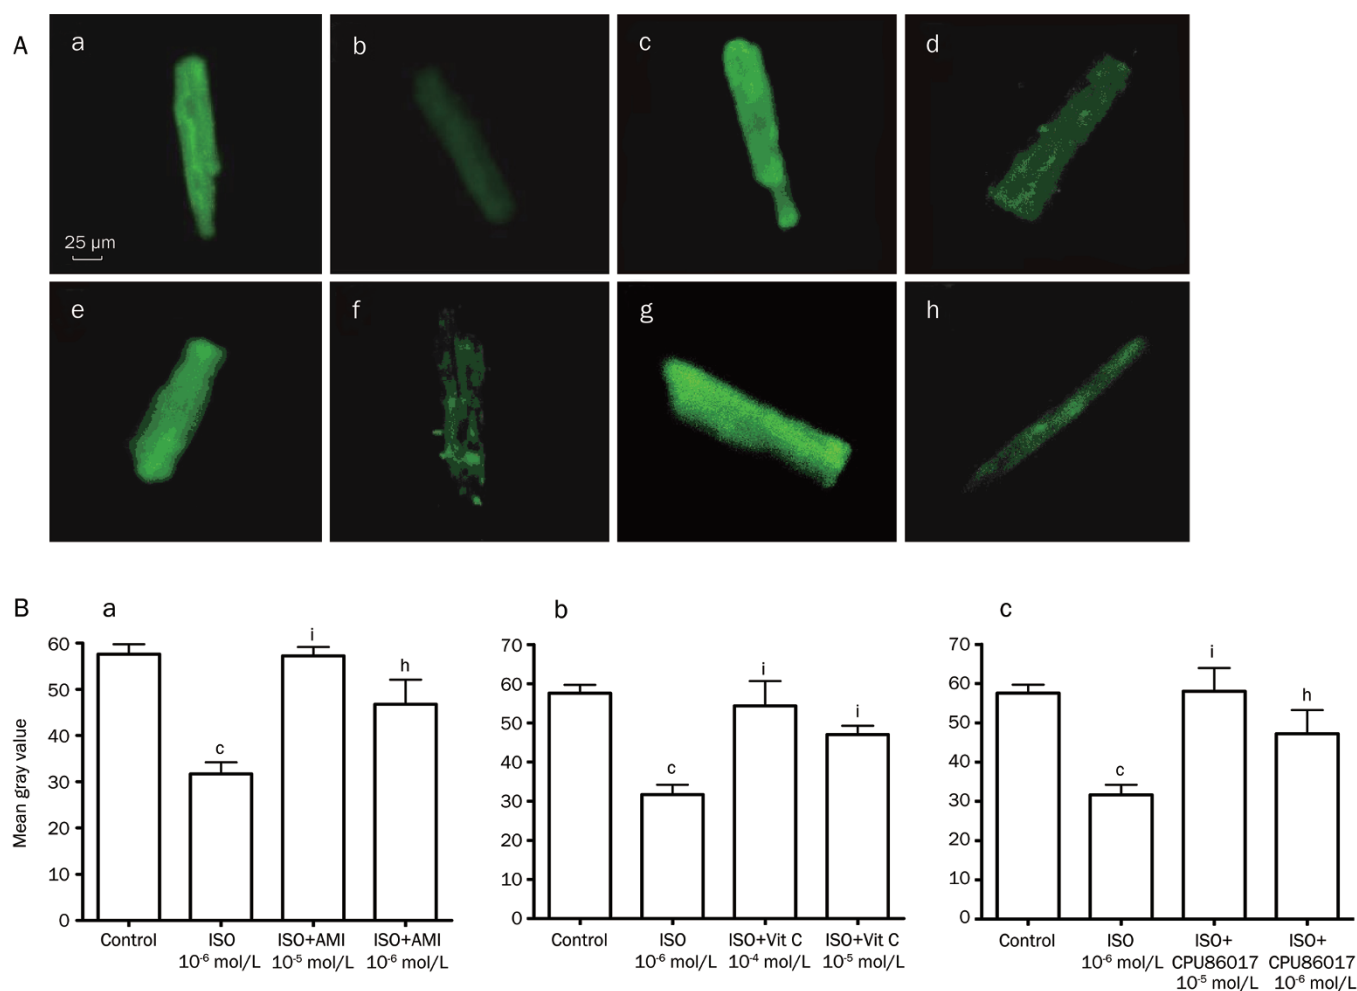 A
a
b
c
d
25 µm
e
f
g
h
B
a
Mean gray value
60
50
40
30
20
10
0
c
i
h
Control
ISO
10-6 mol/L
ISO+AMI
10-5 mol/L
ISO+AMI
10-6 mol/L
b
70
60
50
40
30
20
10
0
c
i
i
Control
ISO
10-6 mol/L
ISO+Vit C
10-4 mol/L
ISO+Vit C
10-5 mol/L
c
70
60
50
40
30
20
10
0
c
i
h
Control
ISO
10-6 mol/L
ISO+
CPU86017
10-5 mol/L
ISO+
CPU86017
10-6 mol/L